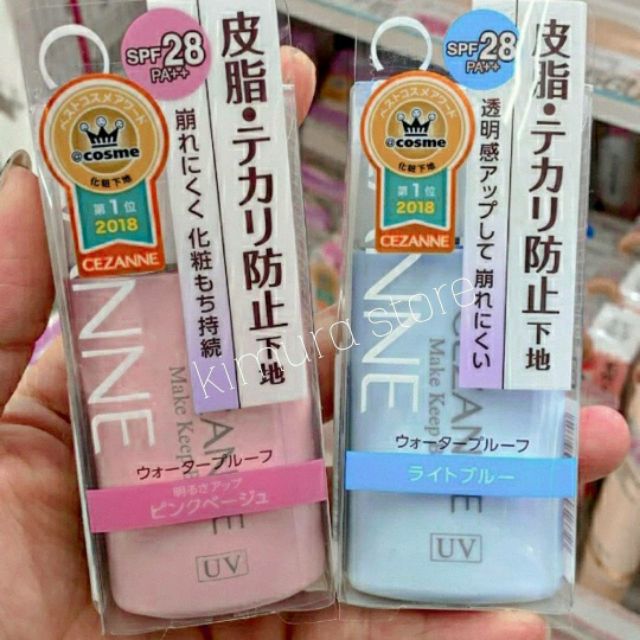 SPF28
PA++
皮脂・テカリ防止下地
崩れにくく 化粧もち持続
ベストコスメアワード
@cosme
化粧下地
第1位
2018
CEZANNE
NNE
Make Keep
ウォータープルーフ
明るさアップ
ピンクベージュ
UV
SPF28
PA++
皮脂・テカリ防止下地
透明感アップして 崩れにくい
ベストコスメアワード
@cosme
化粧下地
第1位
2018
CEZANNE
NNE
CEZANNE
Make Keep
ウォータープルーフ
ライトブルー
UV
kimura store